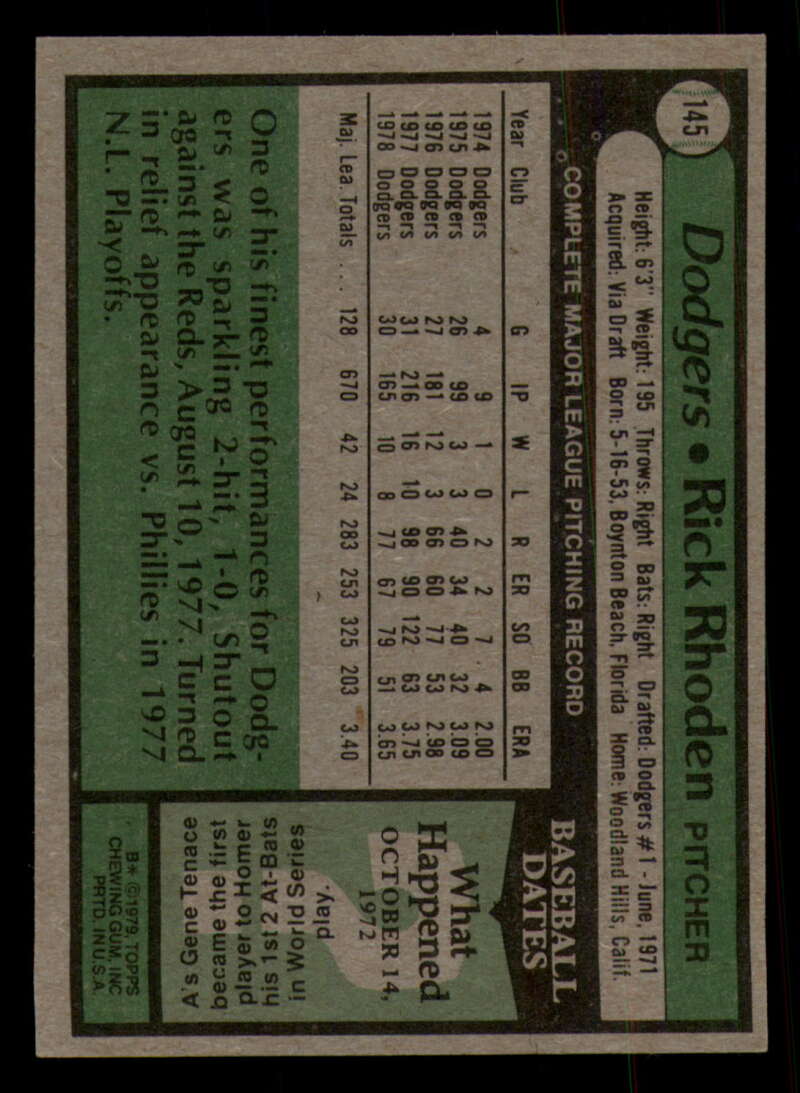 145
Dodgers • Rick Rhoden PITCHER
Height: 6'3" Weight: 195 Throws: Right Bats: Right Drafted: Dodgers #1 - June, 1971
Acquired: Via Draft Born: 5-16-53, Boynton Beach, Florida Home: Woodland Hills, Calif.
COMPLETE MAJOR LEAGUE PITCHING RECORD
Year Club G IP W L R ER SO BB ERA
1974 Dodgers 4 9 1 0 2 2 7 4 2.00
1975 Dodgers 26 99 3 3 40 34 40 32 3.09
1976 Dodgers 27 181 12 3 66 60 77 53 2.98
1977 Dodgers 31 216 16 10 98 90 122 63 3.75
1978 Dodgers 30 165 10 8 77 67 79 51 3.65
Maj. Lea. Totals ... 128 670 42 24 283 253 325 203 3.40
One of his finest performances for Dodg-
ers was sparkling 2-hit, 1-0, Shutout
against the Reds, August 10, 1977. Turned
in relief appearance vs. Phillies in 1977
N.L. Playoffs.
BASEBALL
DATES
What
Happened
OCTOBER 14,
1972
A's Gene Tenace
became the first
player to Homer
his 1st 2 At-Bats
in World Series
play.
B* ©1979, TOPPS
CHEWING GUM, INC
PRTD. IN U.S.A.